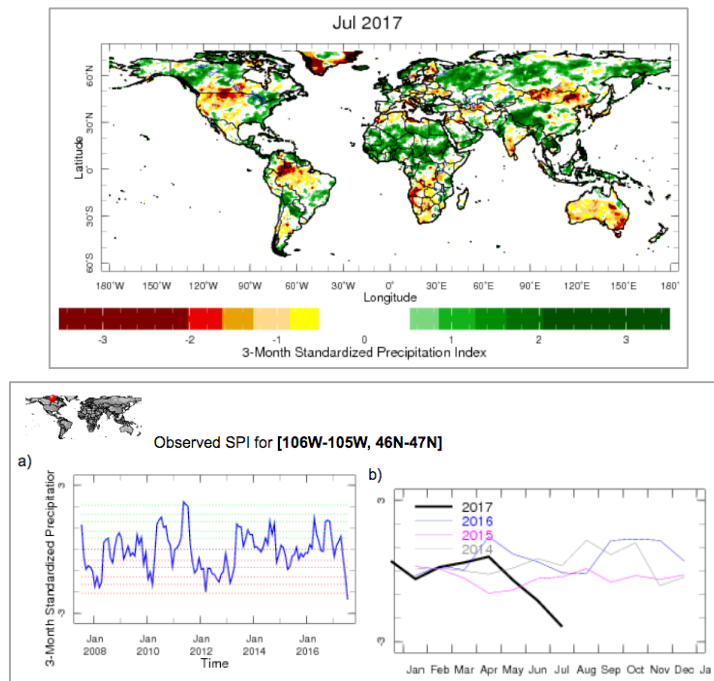 Jul 2017
Latitude
60°N
30°N
0°
30°S
60°S
180°W 150°W 120°W 90°W 60°W 30°W 0° 30°E 60°E 90°E 120°E 150°E 180°
Longitude
-3 -2 -1 0 1 2 3
3-Month Standardized Precipitation Index
Observed SPI for [106W-105W, 46N-47N]
a)
b)
3-Month Standardized Precipitation
3
-3
Jan Jan Jan Jan Jan
2008 2010 2012 2014 2016
Time
3
-3
2017
2016
2015
2014
Jan Feb Mar Apr May Jun Jul Aug Sep Oct Nov Dec Ja